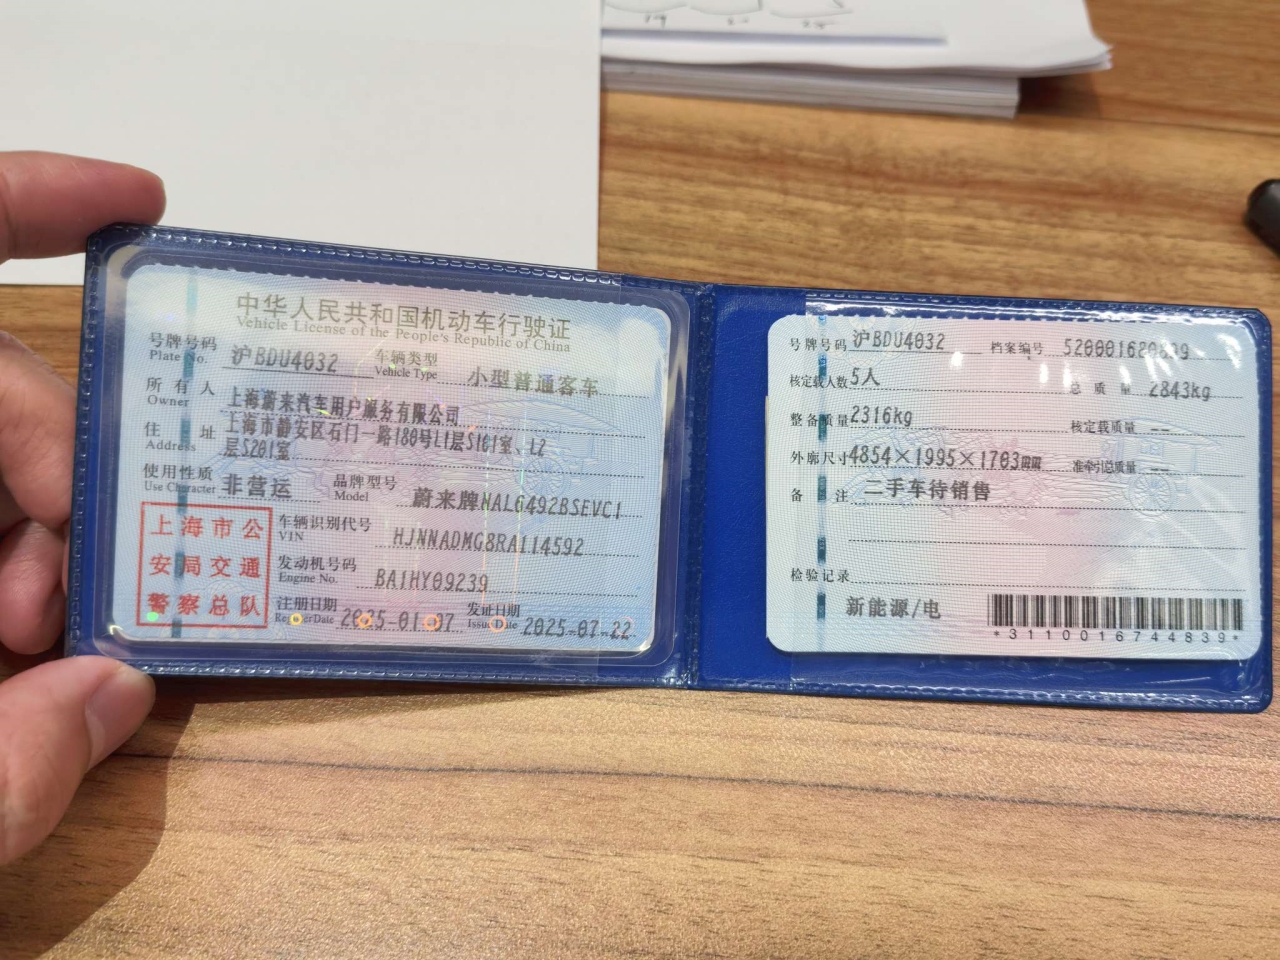 中华人民共和国机动车行驶证
Vehicle License of the People's Republic of China
号牌号码 沪BDU4032 车辆类型 小型普通客车
Plate No. Vehicle Type
所有人 上海蔚来汽车用户服务有限公司
Owner
住址 上海市静安区石门一路180号L1层S101室、L2
Address 层S201室
使用性质 非营运 品牌型号 蔚来牌HAL6492BSEVC1
Use Character Model
上海市公
安局交通
警察总队
车辆识别代号 HJNNADMG8RA114592
VIN
发动机号码 BA1HY09239
Engine No.
注册日期 2025-01-07 发证日期 2025-07-22
Register Date Issue Date
号牌号码 沪BDU4032 档案编号
核定载人数 5人 总质量 2843kg
整备质量 2316kg 核定载质量 --
外廓尺寸 4854×1995×1703mm 准牵引总质量 --
备注 二手车待销售
检验记录
新能源/电
*3110016744839*